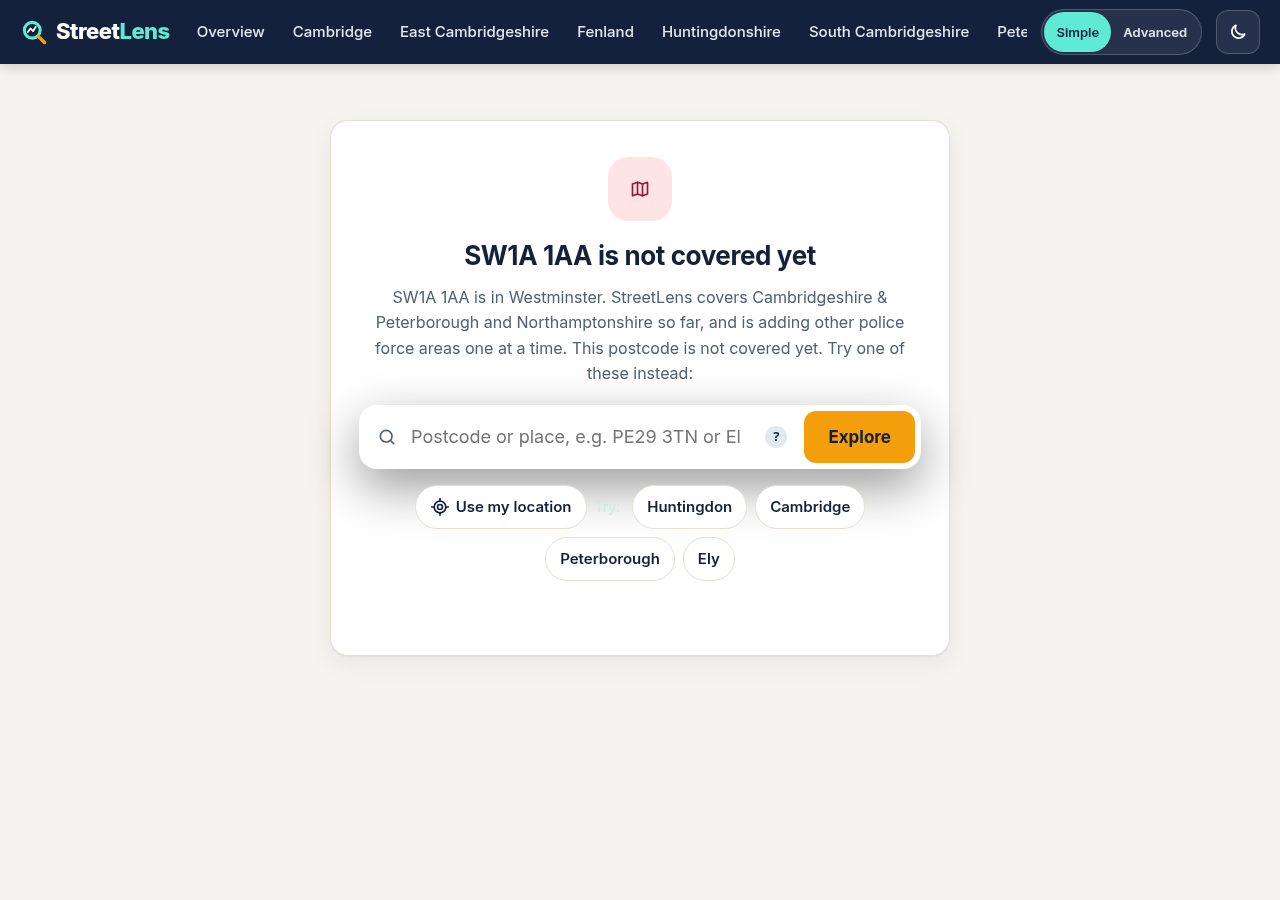 StreetLens
Overview
Cambridge
East Cambridgeshire
Fenland
Huntingdonshire
South Cambridgeshire
Pete
Simple
Advanced
SW1A 1AA is not covered yet
SW1A 1AA is in Westminster. StreetLens covers Cambridgeshire &
Peterborough and Northamptonshire so far, and is adding other police
force areas one at a time. This postcode is not covered yet. Try one of
these instead:
Postcode or place, e.g. PE29 3TN or El
?
Explore
Use my location
Try:
Huntingdon
Cambridge
Peterborough
Ely